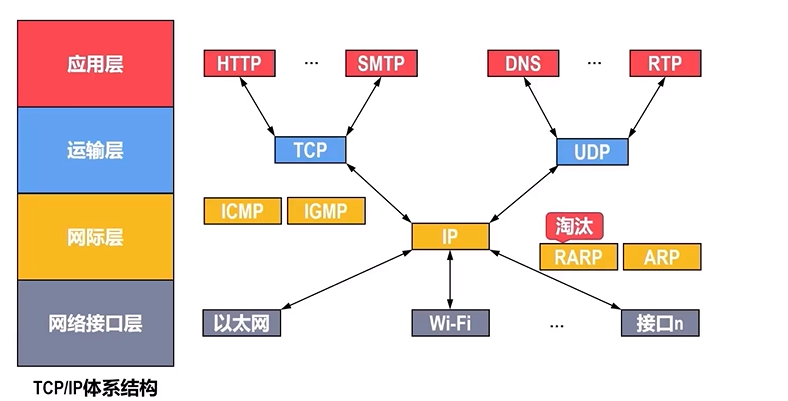 应用层
HTTP ... SMTP DNS ... RTP
运输层
TCP UDP
网际层
ICMP IGMP
IP
淘汰
RARP ARP
网络接口层
以太网 Wi-Fi ... 接口n
TCP/IP体系结构